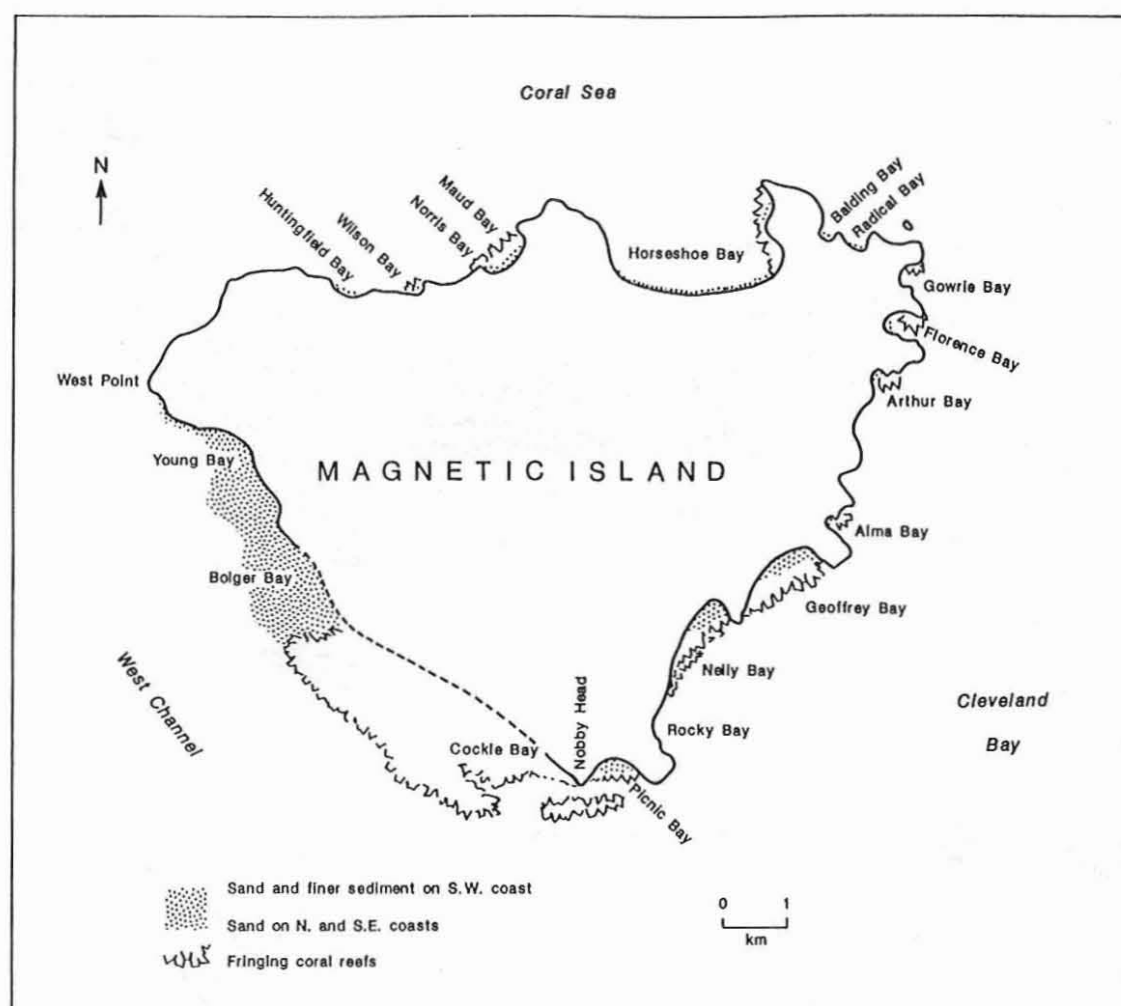 Coral Sea
N
Huntingfield Bay
Wilson Bay
Norris Bay
Maud Bay
Horseshoe Bay
Balding Bay
Radical Bay
Gowrie Bay
Florence Bay
Arthur Bay
West Point
Young Bay
MAGNETIC ISLAND
Alma Bay
Bolger Bay
Geoffrey Bay
Nelly Bay
West Channel
Rocky Bay
Cleveland
Bay
Nobby Head
Cockle Bay
Picnic Bay
Sand and finer sediment on S.W. coast
Sand on N. and S.E. coasts
Fringing coral reefs
0 1
km